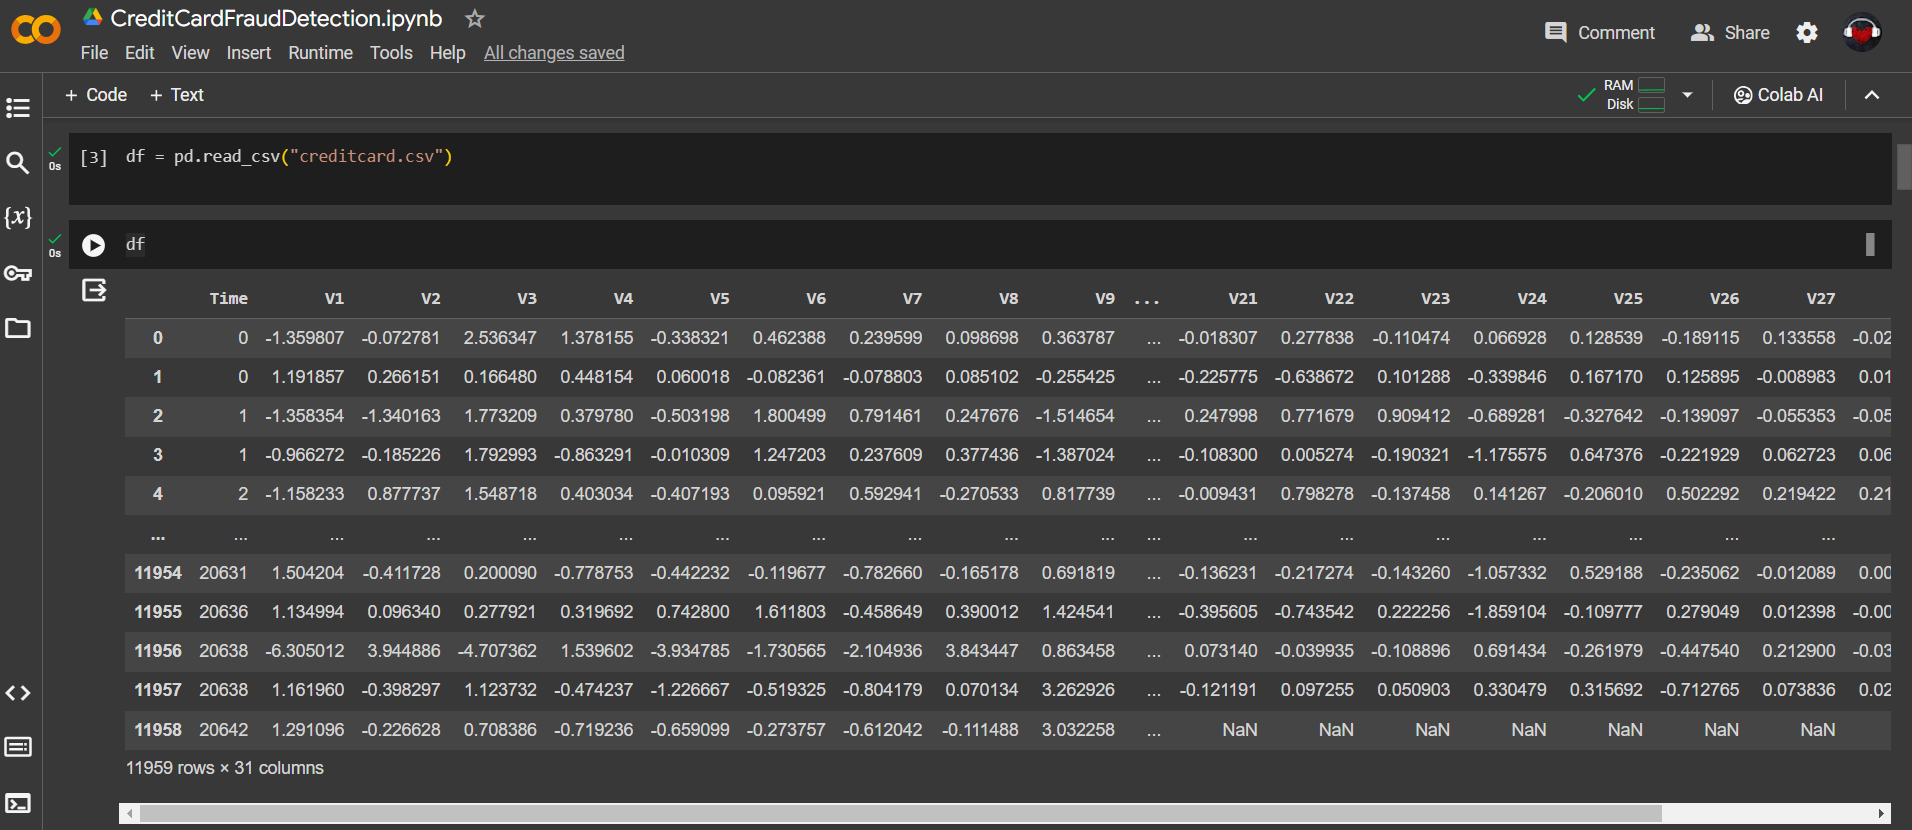 CreditCardFraudDetection.ipynb
File Edit View Insert Runtime Tools Help All changes saved
Comment Share
+ Code + Text
RAM
Disk
Colab AI
0s
[3] df = pd.read_csv("creditcard.csv")
{x}
0s
df
Time V1 V2 V3 V4 V5 V6 V7 V8 V9 ... V21 V22 V23 V24 V25 V26 V27
0 0 -1.359807 -0.072781 2.536347 1.378155 -0.338321 0.462388 0.239599 0.098698 0.363787 ... -0.018307 0.277838 -0.110474 0.066928 0.128539 -0.189115 0.133558 -0.02
1 0 1.191857 0.266151 0.166480 0.448154 0.060018 -0.082361 -0.078803 0.085102 -0.255425 ... -0.225775 -0.638672 0.101288 -0.339846 0.167170 0.125895 -0.008983 0.01
2 1 -1.358354 -1.340163 1.773209 0.379780 -0.503198 1.800499 0.791461 0.247676 -1.514654 ... 0.247998 0.771679 0.909412 -0.689281 -0.327642 -0.139097 -0.055353 -0.05
3 1 -0.966272 -0.185226 1.792993 -0.863291 -0.010309 1.247203 0.237609 0.377436 -1.387024 ... -0.108300 0.005274 -0.190321 -1.175575 0.647376 -0.221929 0.062723 0.06
4 2 -1.158233 0.877737 1.548718 0.403034 -0.407193 0.095921 0.592941 -0.270533 0.817739 ... -0.009431 0.798278 -0.137458 0.141267 -0.206010 0.502292 0.219422 0.21
... ... ... ... ... ... ... ... ... ... ... ... ... ... ... ... ... ... ...
11954 20631 1.504204 -0.411728 0.200090 -0.778753 -0.442232 -0.119677 -0.782660 -0.165178 0.691819 ... -0.136231 -0.217274 -0.143260 -1.057332 0.529188 -0.235062 -0.012089 0.00
11955 20636 1.134994 0.096340 0.277921 0.319692 0.742800 1.611803 -0.458649 0.390012 1.424541 ... -0.395605 -0.743542 0.222256 -1.859104 -0.109777 0.279049 0.012398 -0.00
11956 20638 -6.305012 3.944886 -4.707362 1.539602 -3.934785 -1.730565 -2.104936 3.843447 0.863458 ... 0.073140 -0.039935 -0.108896 0.691434 -0.261979 -0.447540 0.212900 -0.03
11957 20638 1.161960 -0.398297 1.123732 -0.474237 -1.226667 -0.519325 -0.804179 0.070134 3.262926 ... -0.121191 0.097255 0.050903 0.330479 0.315692 -0.712765 0.073836 0.02
11958 20642 1.291096 -0.226628 0.708386 -0.719236 -0.659099 -0.273757 -0.612042 -0.111488 3.032258 ... NaN NaN NaN NaN NaN NaN NaN
11959 rows × 31 columns